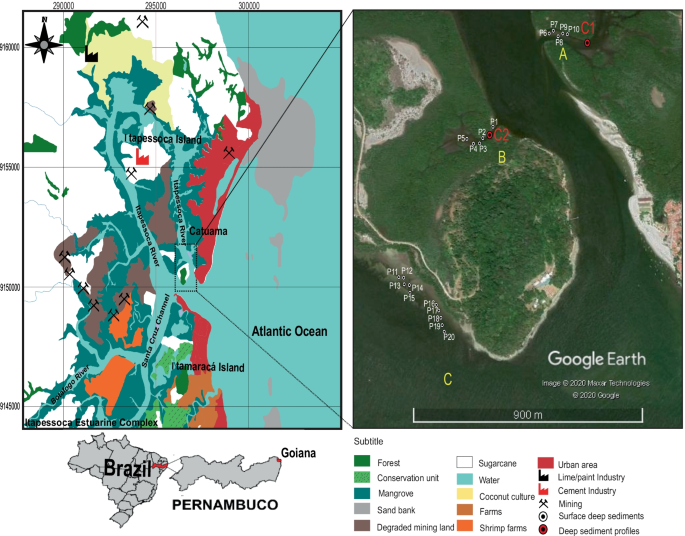 290000 295000 300000
N
9160000
9155000
9150000
9145000
Itapessoca Island
Itapessoca River
Itapessoca River
Catuama
Santa Cruz Channel
Atlantic Ocean
Itamaracá Island
Botafogo River
Itapessoca Estuarine Complex
P7 P9 P10 C1
P6 P8
A
P1
P2 C2
P5
P4 P3
B
P11 P12
P13 P14
P15
P16
P17
P18
P19
P20
C
Google Earth
Image © 2020 Maxar Technologies
© 2020 Google
900 m
Brazil
Goiana
PERNAMBUCO
Subtitle
Forest
Conservation unit
Mangrove
Sand bank
Degraded mining land
Sugarcane
Water
Coconut culture
Farms
Shrimp farms
Urban area
Lime/paint Industry
Cement Industry
Mining
Surface deep sediments
Deep sediment profiles